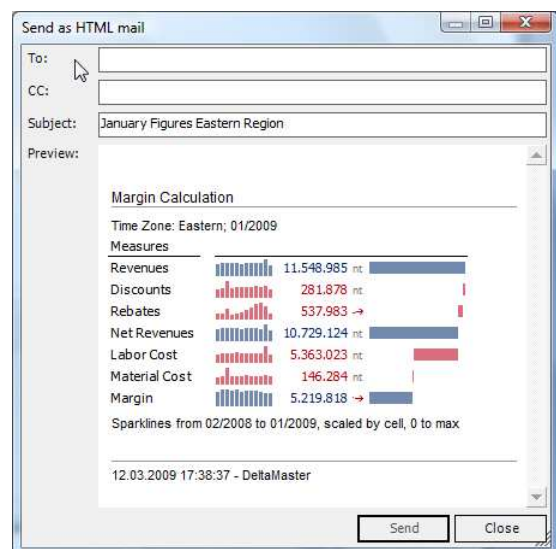 Send as HTML mail
To:
CC:
Subject: January Figures Eastern Region
Preview:
Margin Calculation
Time Zone: Eastern; 01/2009
Measures
Revenues 11.548.985 nt
Discounts 281.878 nt
Rebates 537.983 →
Net Revenues 10.729.124 nt
Labor Cost 5.363.023 nt
Material Cost 146.284 nt
Margin 5.219.818 →
Sparklines from 02/2008 to 01/2009, scaled by cell, 0 to max
12.03.2009 17:38:37 - DeltaMaster
Send Close